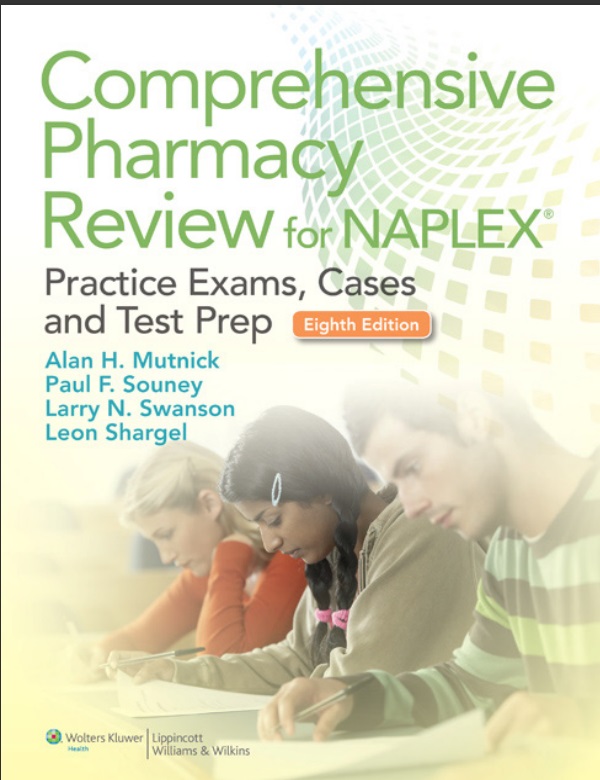 Comprehensive
Pharmacy
Review for NAPLEX®
Practice Exams, Cases
and Test Prep Eighth Edition
Alan H. Mutnick
Paul F. Souney
Larry N. Swanson
Leon Shargel
Wolters Kluwer
Health
Lippincott
Williams & Wilkins